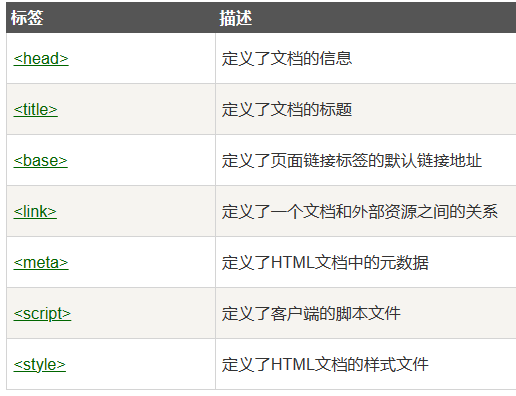 标签 描述
<head> 定义了文档的信息
<title> 定义了文档的标题
<base> 定义了页面链接标签的默认链接地址
<link> 定义了一个文档和外部资源之间的关系
<meta> 定义了HTML文档中的元数据
<script> 定义了客户端的脚本文件
<style> 定义了HTML文档的样式文件